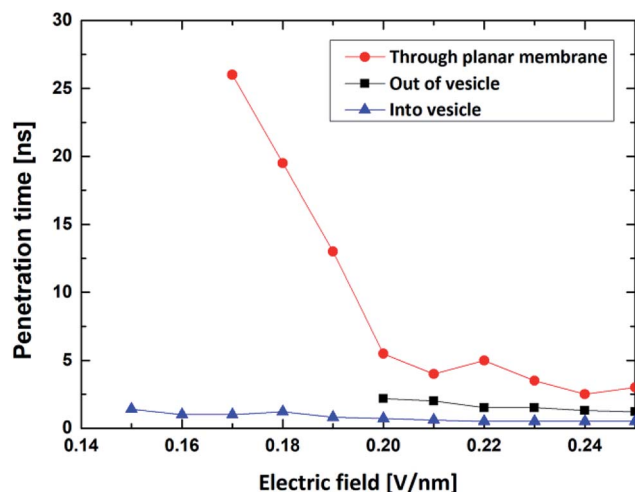 30
25
20
15
10
5
0
Penetration time [ns]
Through planar membrane
Out of vesicle
Into vesicle
0.14 0.16 0.18 0.20 0.22 0.24
Electric field [V/nm]